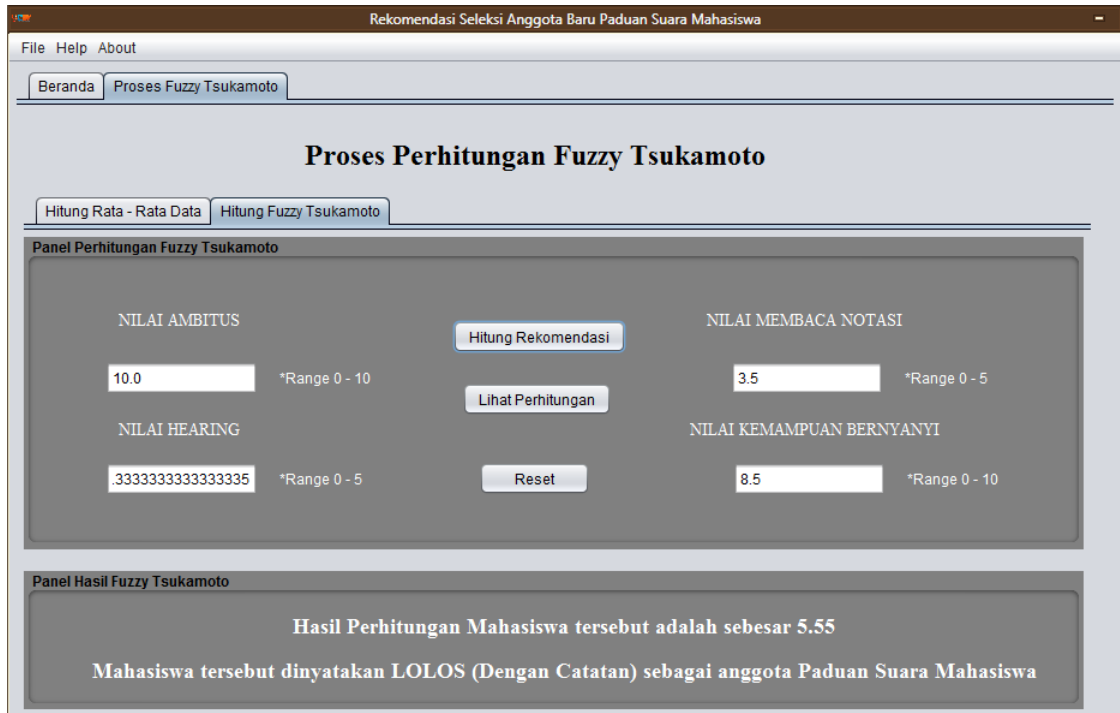 Rekomendasi Seleksi Anggota Baru Paduan Suara Mahasiswa
File Help About
Beranda Proses Fuzzy Tsukamoto
Proses Perhitungan Fuzzy Tsukamoto
Hitung Rata - Rata Data Hitung Fuzzy Tsukamoto
Panel Perhitungan Fuzzy Tsukamoto
NILAI AMBITUS
10.0 *Range 0 - 10
NILAI HEARING
.3333333333333335 *Range 0 - 5
Hitung Rekomendasi
Lihat Perhitungan
Reset
NILAI MEMBACA NOTASI
3.5 *Range 0 - 5
NILAI KEMAMPUAN BERNYANYI
8.5 *Range 0 - 10
Panel Hasil Fuzzy Tsukamoto
Hasil Perhitungan Mahasiswa tersebut adalah sebesar 5.55
Mahasiswa tersebut dinyatakan LOLOS (Dengan Catatan) sebagai anggota Paduan Suara Mahasiswa